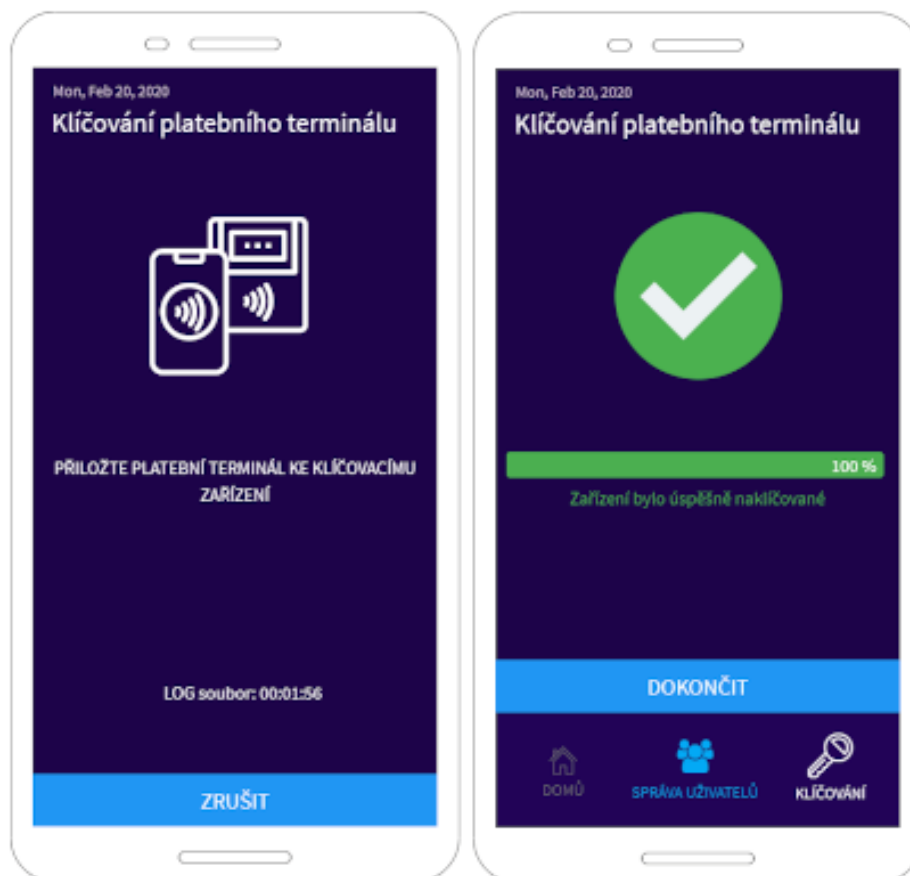 Mon, Feb 20, 2020
Klíčování platebního terminálu
PŘILOŽTE PLATEBNÍ TERMINÁL KE KLÍČOVACÍMU
ZAŘÍZENÍ
LOG soubor: 00:01:56
ZRUŠIT
Mon, Feb 20, 2020
Klíčování platebního terminálu
100 %
Zařízení bylo úspěšně naklíčované
DOKONČIT
DOMŮ
SPRÁVA UŽIVATELŮ
KLÍČOVÁNÍ